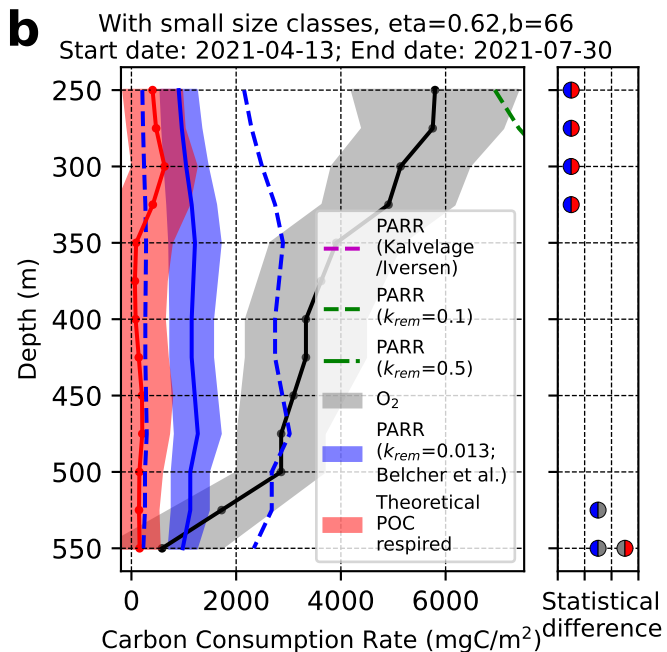 b
With small size classes, eta=0.62,b=66
Start date: 2021-04-13; End date: 2021-07-30
250
300
350
400
450
500
550
Depth (m)
0
2000
4000
6000
Carbon Consumption Rate (mgC/m²)
PARR
(Kalvelage
/Iversen)
PARR
(k_rem=0.1)
PARR
(k_rem=0.5)
O₂
PARR
(k_rem=0.013;
Belcher et al.)
Theoretical
POC
respired
Statistical
difference